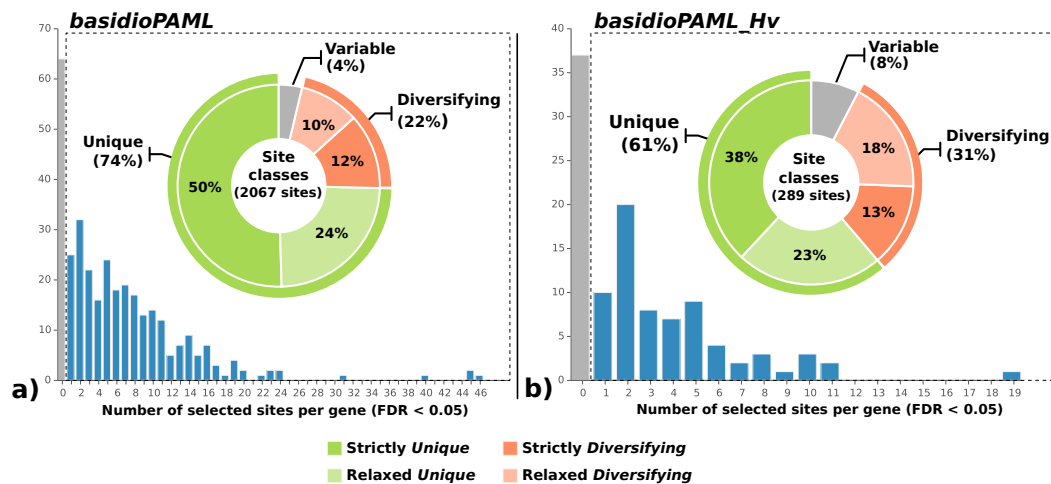 basidioPAML
70
60
50
40
30
20
10
0
Variable
(4%)
Diversifying
(22%)
Unique
(74%)
10%
12%
50%
24%
Site
classes
(2067 sites)
0 2 4 6 8 10 12 14 16 18 20 22 24 26 28 30 32 34 36 38 40 42 44 46
a)
Number of selected sites per gene (FDR < 0.05)
basidioPAML_Hv
40
35
30
25
20
15
10
5
0
Variable
(8%)
Unique
(61%)
Diversifying
(31%)
38%
18%
13%
23%
Site
classes
(289 sites)
0 1 2 3 4 5 6 7 8 9 10 11 12 13 14 15 16 17 18 19
b)
Number of selected sites per gene (FDR < 0.05)
Strictly Unique Strictly Diversifying
Relaxed Unique Relaxed Diversifying